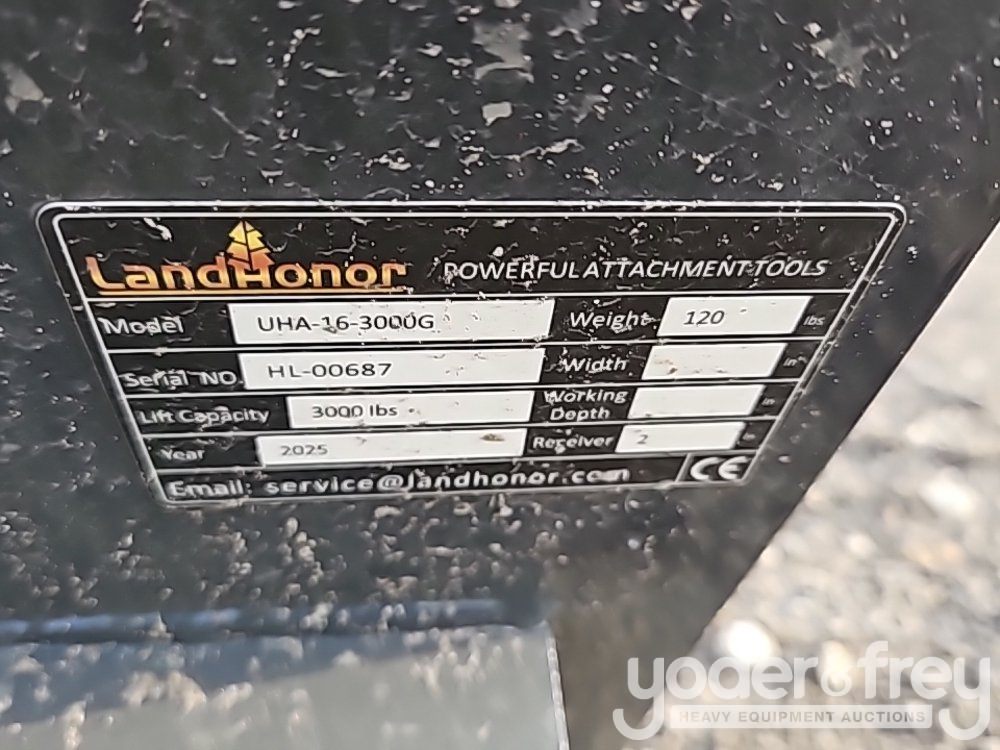 LandHonor POWERFUL ATTACHMENT TOOLS
Model UHA-16-3000G Weight 120 lbs
Serial NO. HL-00687 Width in
Lift Capacity 3000 lbs Working Depth in
Year 2025 Receiver 2 in
Email: service@landhonor.com CE
yoder & frey
HEAVY EQUIPMENT AUCTIONS